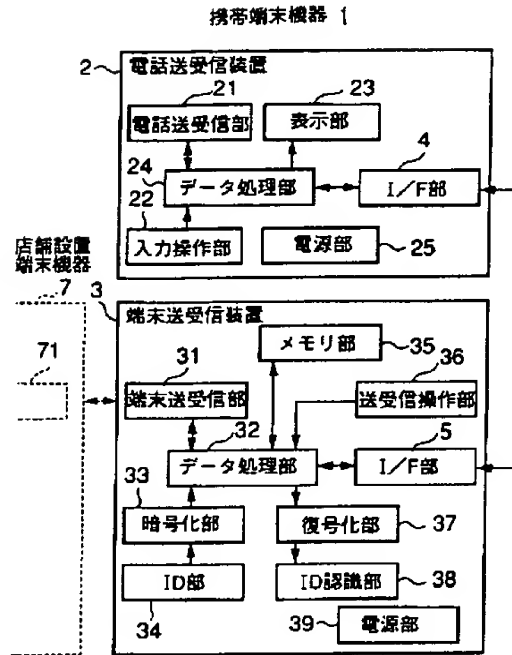 携帯端末機器 1
2 電話送受信装置
21 23
電話送受信部 表示部
24 4
データ処理部 I/F部
22
入力操作部 電源部
25
店舗設置
端末機器
7 3 端末送受信装置
71 31 メモリ部 35 36
端末送受信部 送受信操作部
32 5
データ処理部 I/F部
33
暗号化部 復号化部 37
ID部 ID認識部 38
34 39 電源部